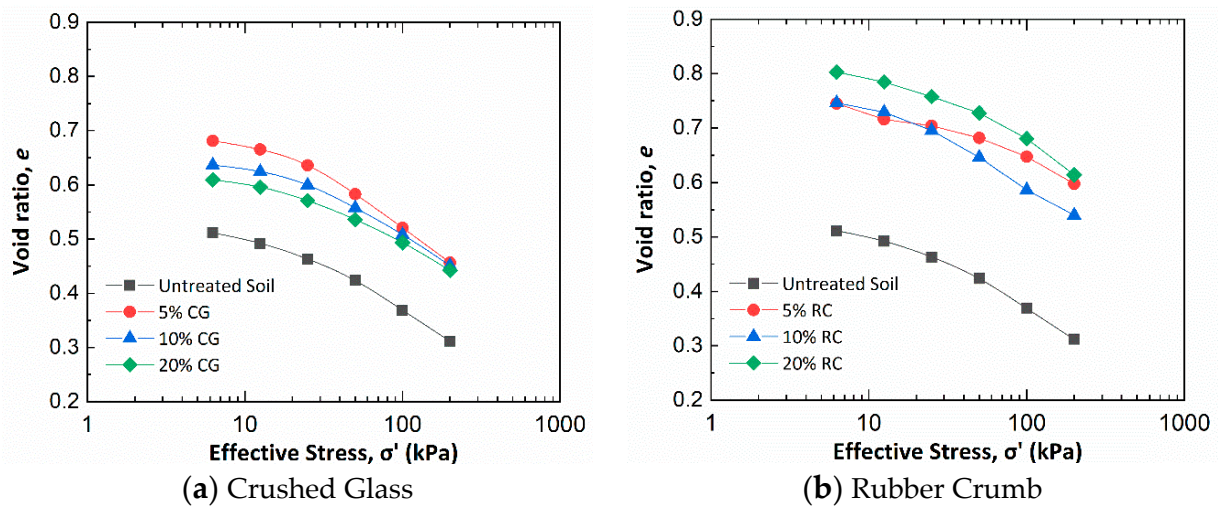 0.9
0.8
0.7
0.6
0.5
0.4
0.3
0.2
Void ratio, e
Untreated Soil
5% CG
10% CG
20% CG
1
10
100
1000
Effective Stress, σ' (kPa)
(a) Crushed Glass
0.9
0.8
0.7
0.6
0.5
0.4
0.3
0.2
Void ratio, e
Untreated Soil
5% RC
10% RC
20% RC
1
10
100
1000
Effective Stress, σ' (kPa)
(b) Rubber Crumb